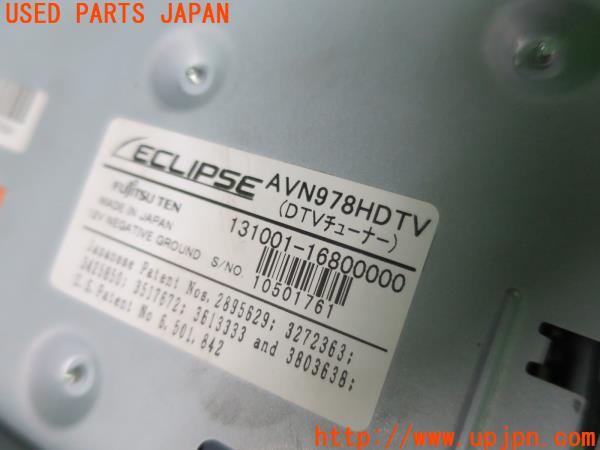 USED PARTS JAPAN
ECLIPSE AVN978HDTV
FUJITSU TEN (DTVチューナー)
MADE IN JAPAN 131001-16800000
12V NEGATIVE GROUND S/NO. 10501761
Japanese Patent Nos. 2895629; 3272363;
3425850; 3517672; 3613333 and 3803638;
U.S. Patent No 6,501,842
UPJ http://www.upjpn.com